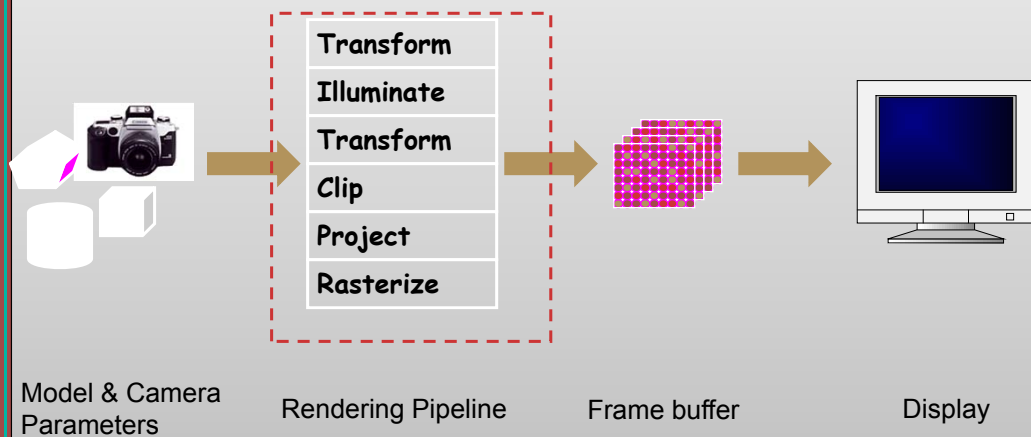 Transform
Illuminate
Transform
Clip
Project
Rasterize
Model & Camera
Parameters
Rendering Pipeline
Frame buffer
Display